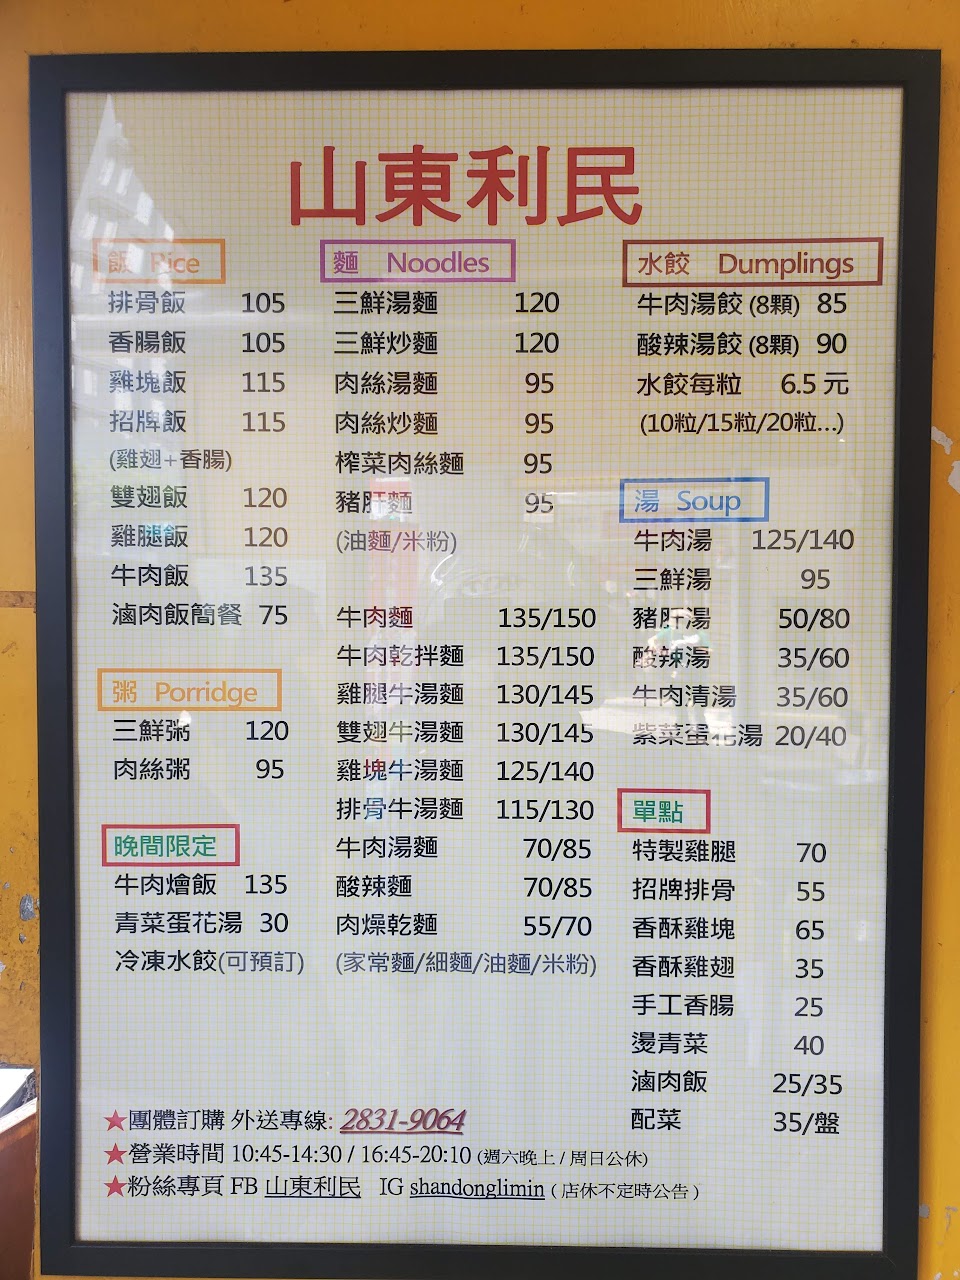 山東利民
飯 Rice
排骨飯 105
香腸飯 105
雞塊飯 115
招牌飯 115
(雞翅+香腸)
雙翅飯 120
雞腿飯 120
牛肉飯 135
滷肉飯簡餐 75
粥 Porridge
三鮮粥 120
肉絲粥 95
晚間限定
牛肉燴飯 135
青菜蛋花湯 30
冷凍水餃(可預訂)
麵 Noodles
三鮮湯麵 120
三鮮炒麵 120
肉絲湯麵 95
肉絲炒麵 95
榨菜肉絲麵 95
豬肝麵 95
(油麵/米粉)
牛肉麵 135/150
牛肉乾拌麵 135/150
雞腿牛湯麵 130/145
雙翅牛湯麵 130/145
雞塊牛湯麵 125/140
排骨牛湯麵 115/130
牛肉湯麵 70/85
酸辣麵 70/85
肉燥乾麵 55/70
(家常麵/細麵/油麵/米粉)
水餃 Dumplings
牛肉湯餃 (8顆) 85
酸辣湯餃 (8顆) 90
水餃每粒 6.5 元
(10粒/15粒/20粒...)
湯 Soup
牛肉湯 125/140
三鮮湯 95
豬肝湯 50/80
酸辣湯 35/60
牛肉清湯 35/60
紫菜蛋花湯 20/40
單點
特製雞腿 70
招牌排骨 55
香酥雞塊 65
香酥雞翅 35
手工香腸 25
燙青菜 40
滷肉飯 25/35
配菜 35/盤
★團體訂購 外送專線: 2831-9064
★營業時間 10:45-14:30 / 16:45-20:10 (週六晚上 / 周日公休)
★粉絲專頁 FB 山東利民 IG shandonglimin ( 店休不定時公告 )